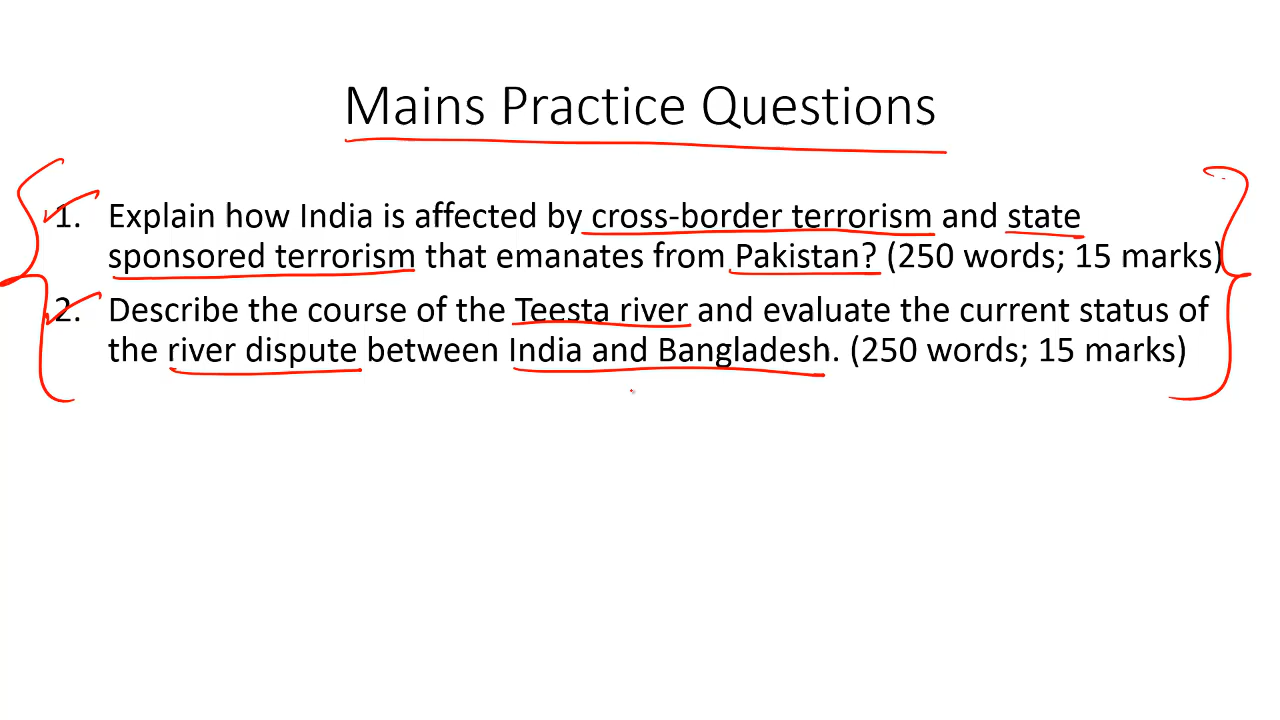 Mains Practice Questions
1. Explain how India is affected by cross-border terrorism and state
sponsored terrorism that emanates from Pakistan? (250 words; 15 marks)
2. Describe the course of the Teesta river and evaluate the current status of
the river dispute between India and Bangladesh. (250 words; 15 marks)